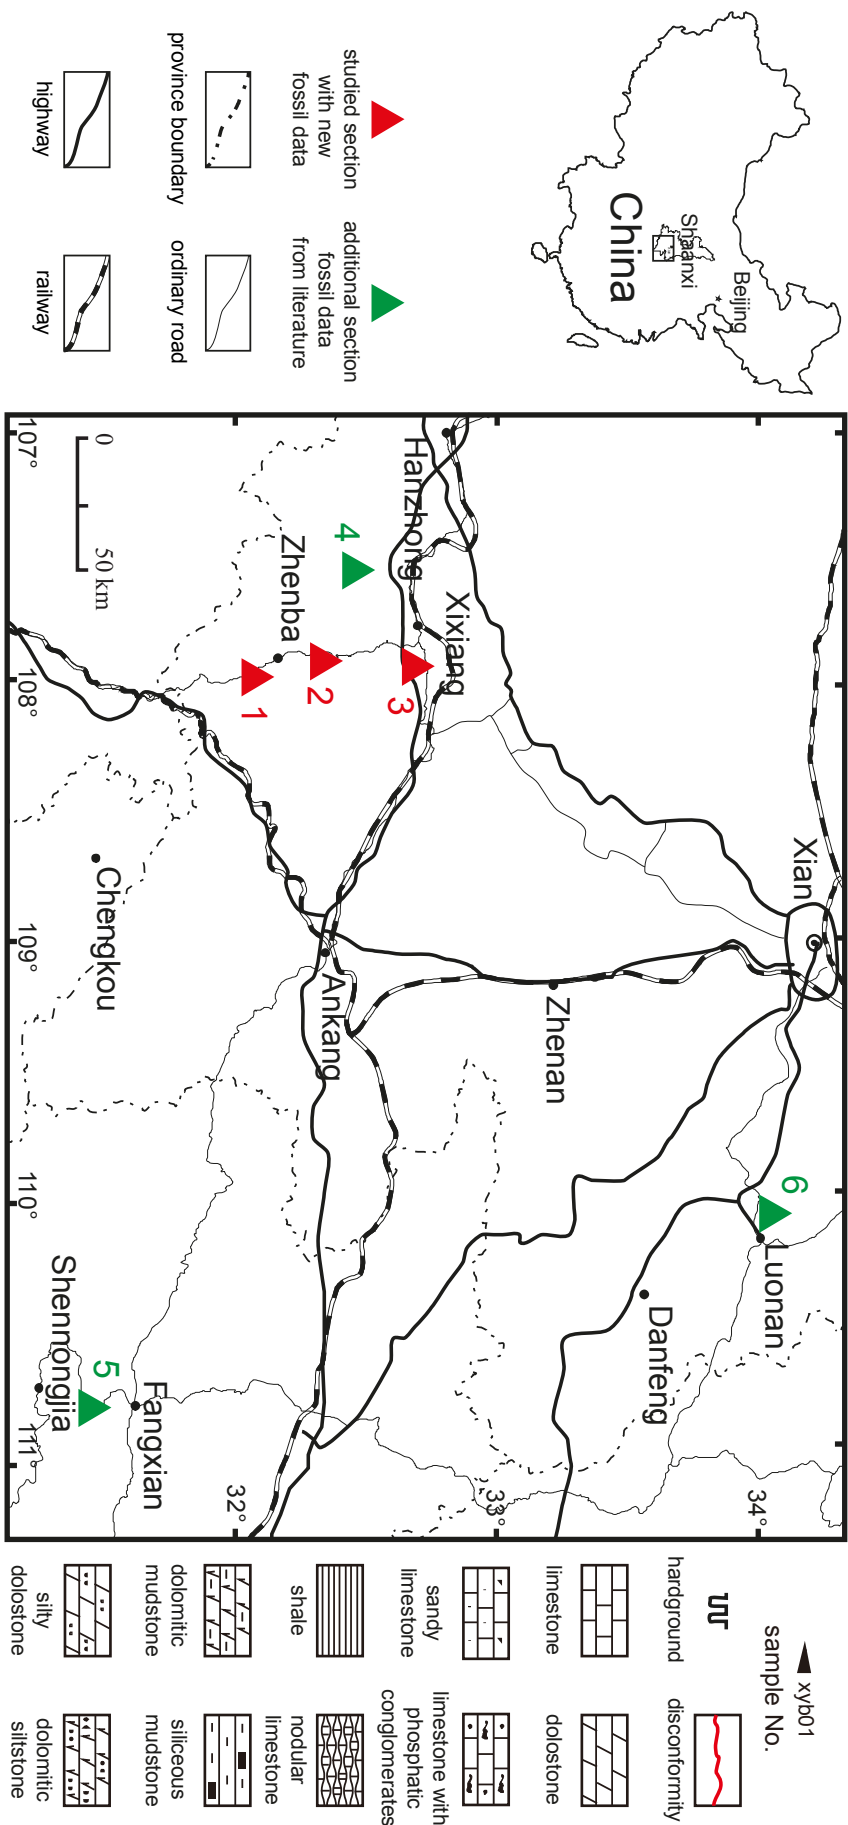 China
Shaanxi
Beijing
studied section
with new
fossil data
additional section
fossil data
from literature
province boundary
ordinary road
highway
railway
107°
108°
109°
110°
111°
32°
33°
34°
0
50 km
Hanzhong
Xixiang
Zhenba
4
3
2
1
Xian
Chengkou
Ankang
Zhenan
6
Luonan
Danfeng
Shennongjia
5
Fangxian
xyb01
sample No.
hardground
disconformity
limestone
dolostone
sandy
limestone
limestone with
phosphatic
conglomerates
shale
nodular
limestone
dolomitic
mudstone
siliceous
mudstone
silty
dolostone
dolomitic
siltstone